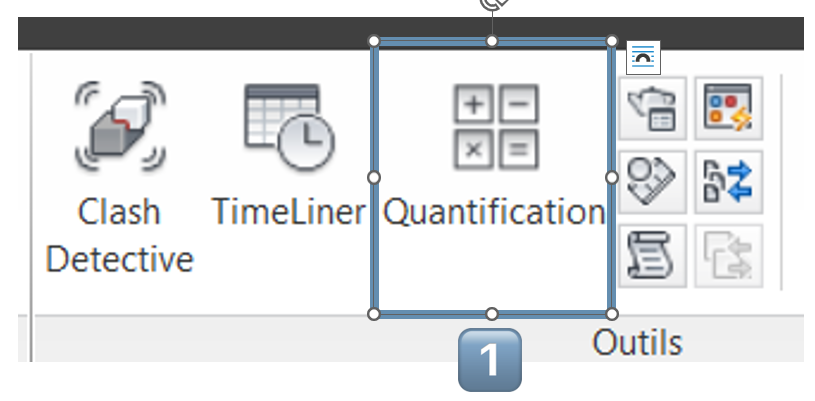 Clash
Detective
TimeLiner
Quantification
Outils
1